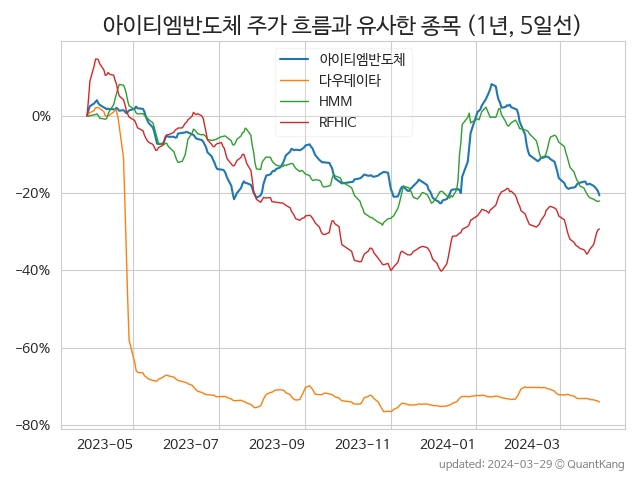 아이티엠반도체 주가 흐름과 유사한 종목 (1년, 5일선)
아이티엠반도체
다우데이타
HMM
RFHIC
0%
−20%
−40%
−60%
−80%
2023-05 2023-07 2023-09 2023-11 2024-01 2024-03
updated: 2024-03-29 © QuantKang